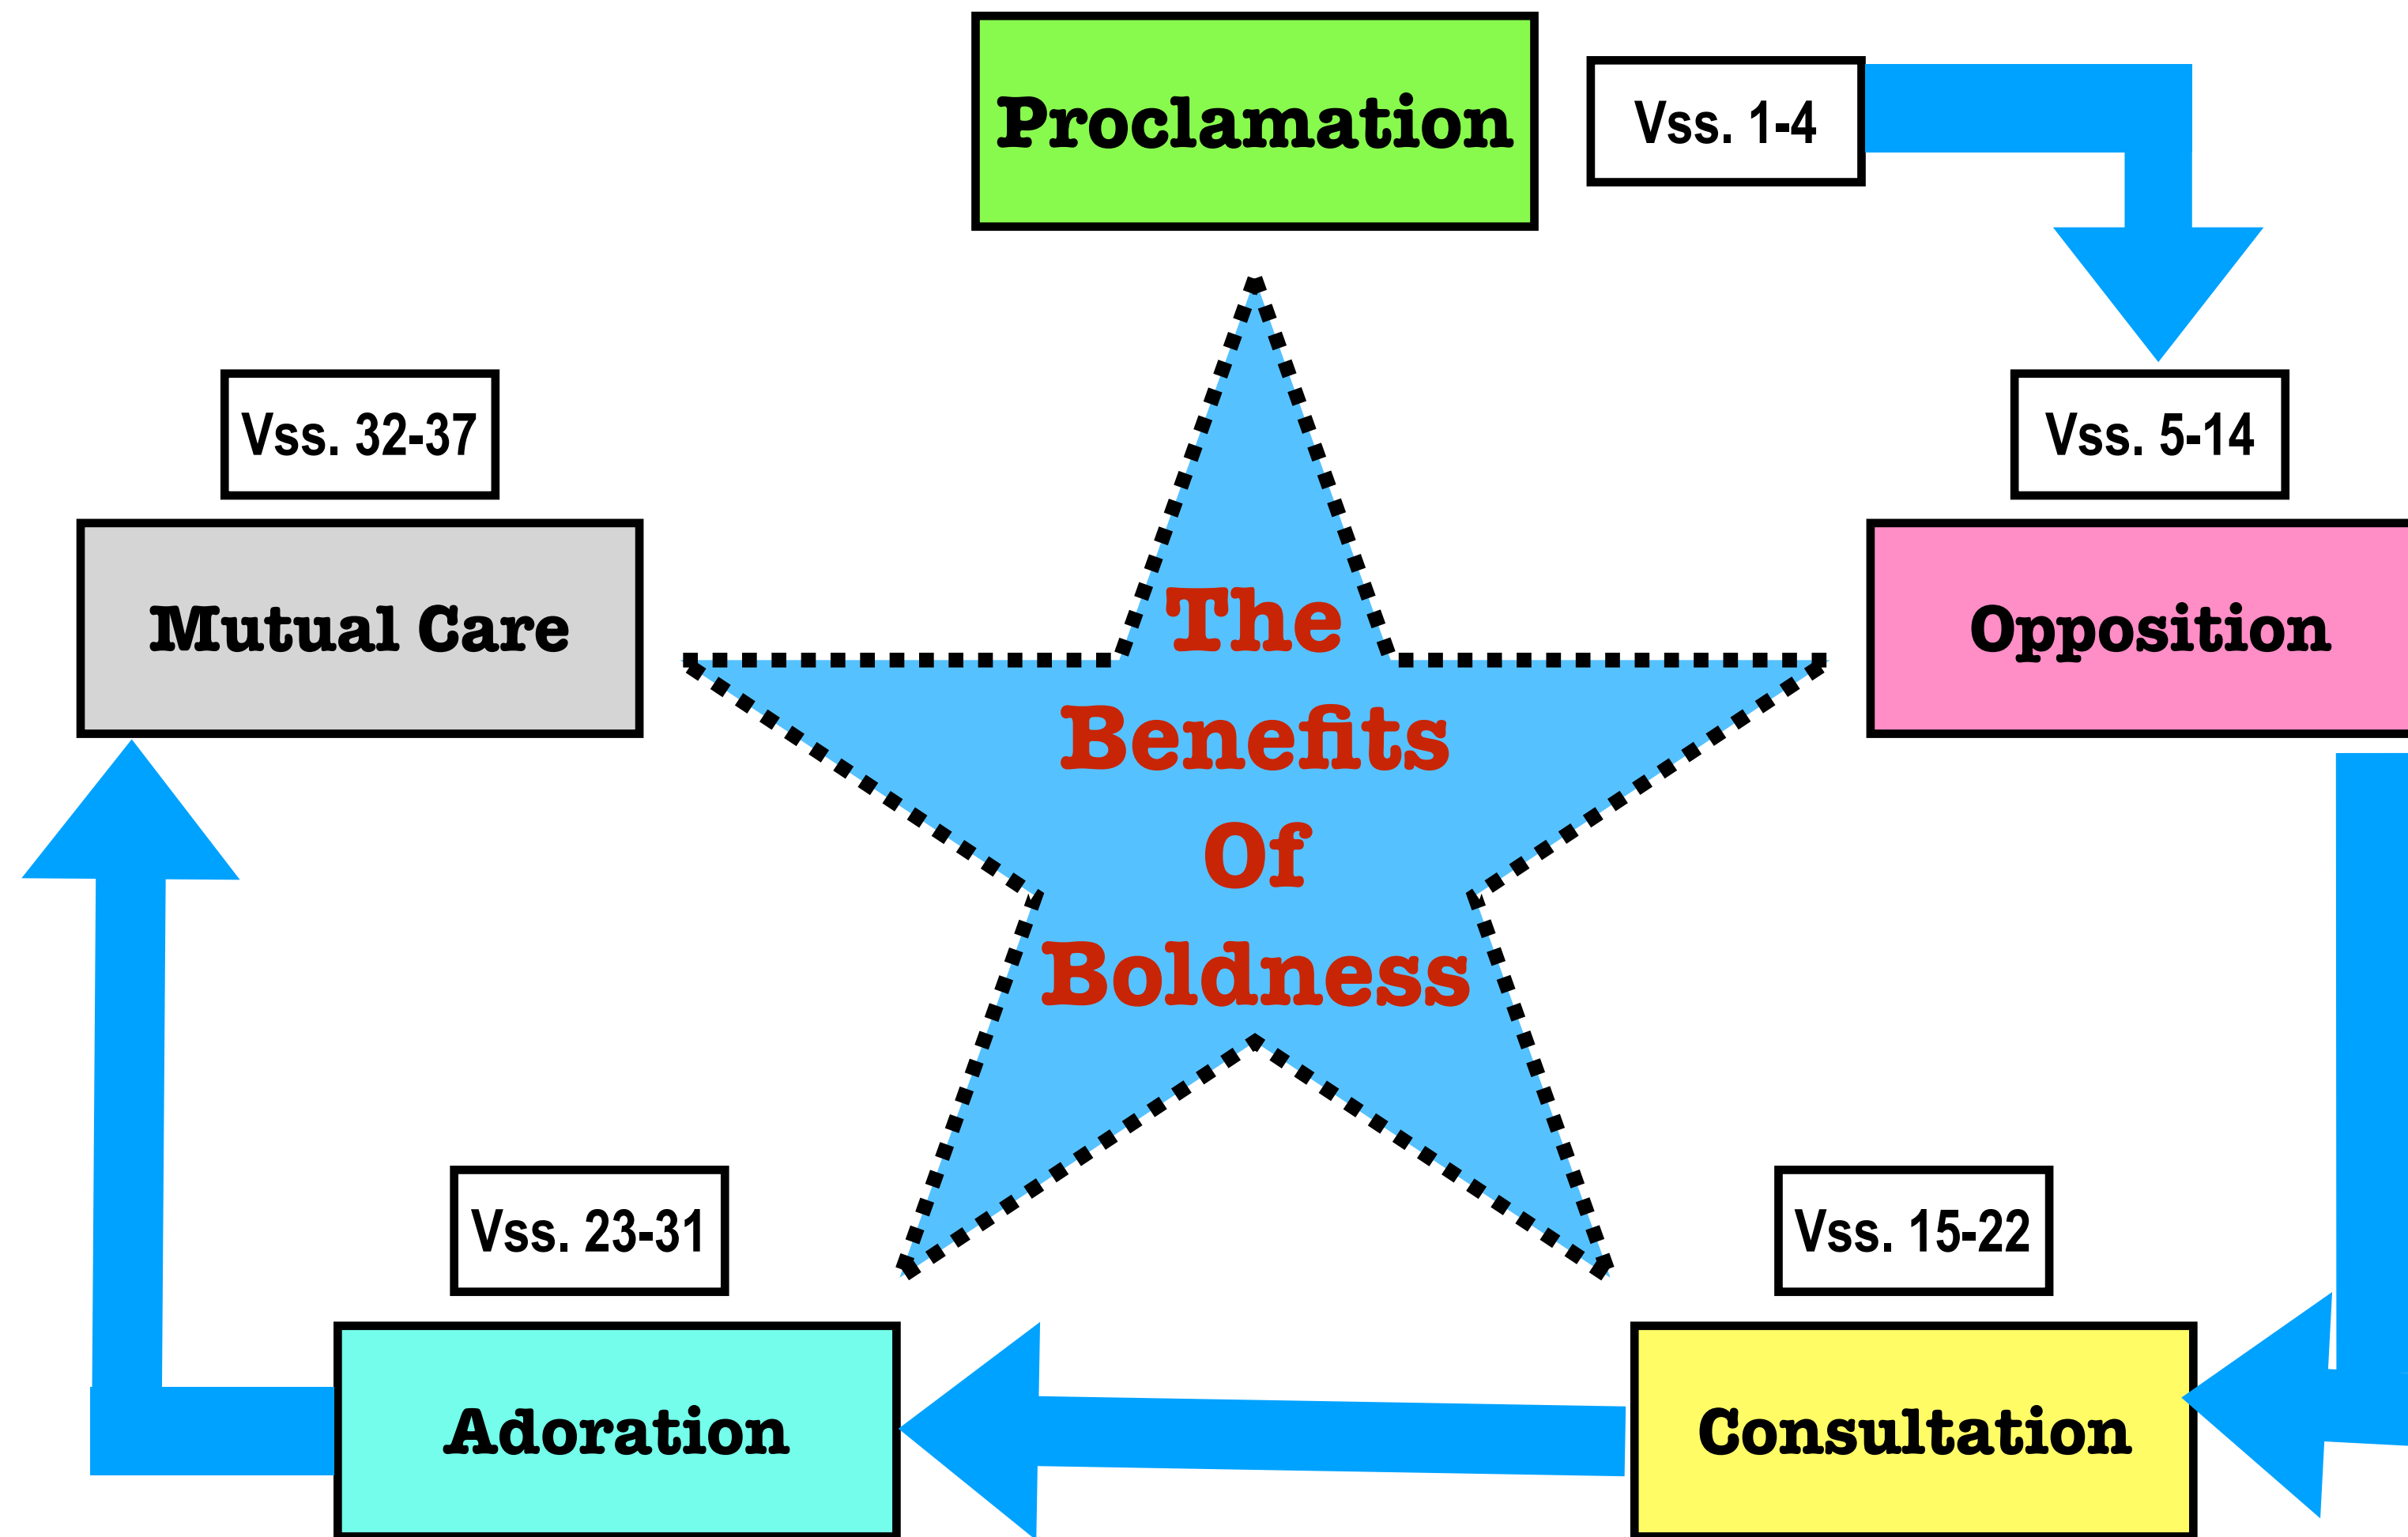 Proclamation
Vss. 1-4
Vss. 5-14
Opposition
Vss. 15-22
Consultation
Vss. 23-31
Adoration
Vss. 32-37
Mutual Care
The
Benefits
Of
Boldness